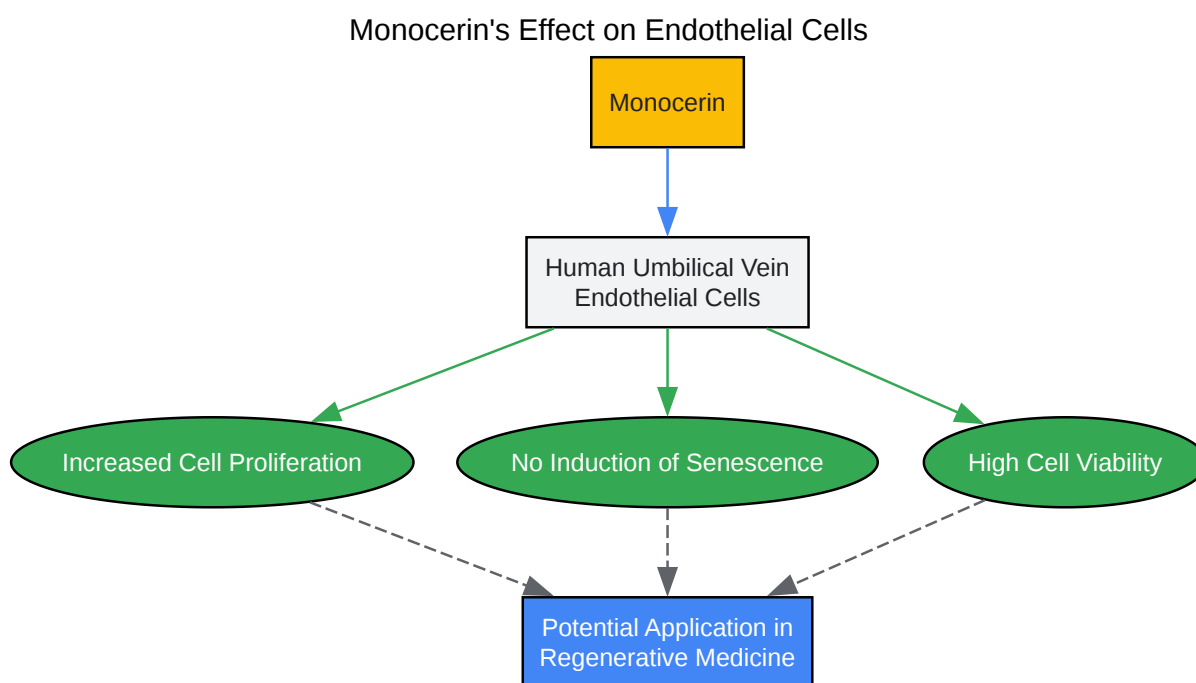 Monocerin's Effect on Endothelial Cells
Monocerin
Human Umbilical Vein
Endothelial Cells
Increased Cell Proliferation
No Induction of Senescence
High Cell Viability
Potential Application in
Regenerative Medicine